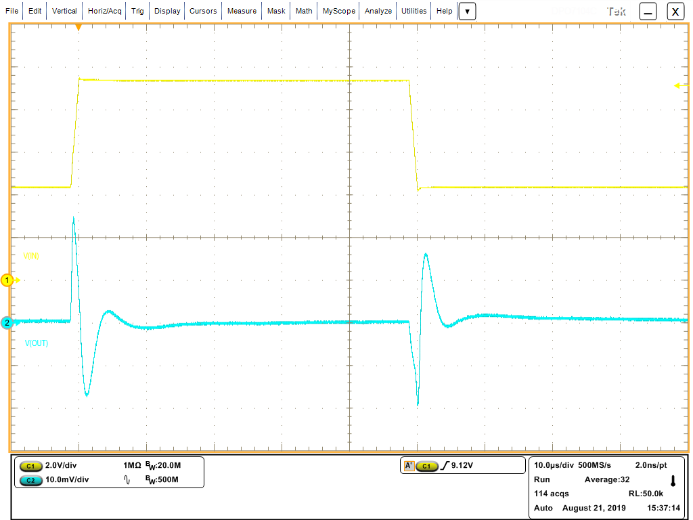 File Edit Vertical Horiz/Acq Trig Display Cursors Measure Mask Math MyScope Analyze Utilities Help Tek X
1
2
V(OUT)
C1 2.0V/div 1MΩ BW:20.0M
C2 10.0mV/div BW:500M
A' C1 9.12V
10.0µs/div 500MS/s 2.0ns/pt
Run Average:32
114 acqs RL:50.0k
Auto August 21, 2019 15:37:14